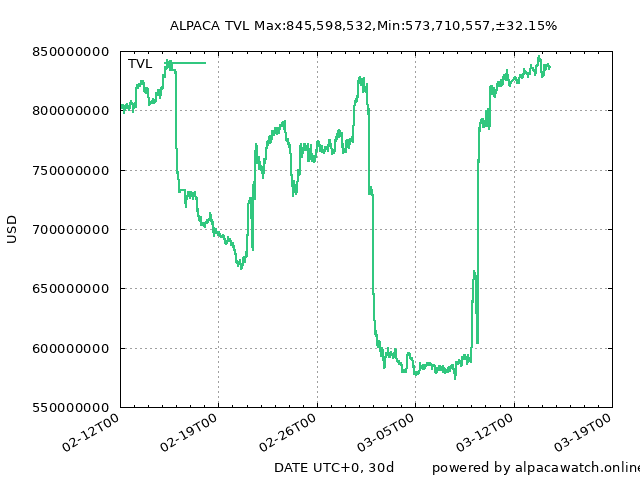 ALPACA TVL Max:845,598,532,Min:573,710,557,±32.15%
850000000
TVL
800000000
750000000
700000000
650000000
600000000
550000000
USD
02-12T00
02-19T00
02-26T00
03-05T00
03-12T00
03-19T00
DATE UTC+0, 30d
powered by alpacawatch.online